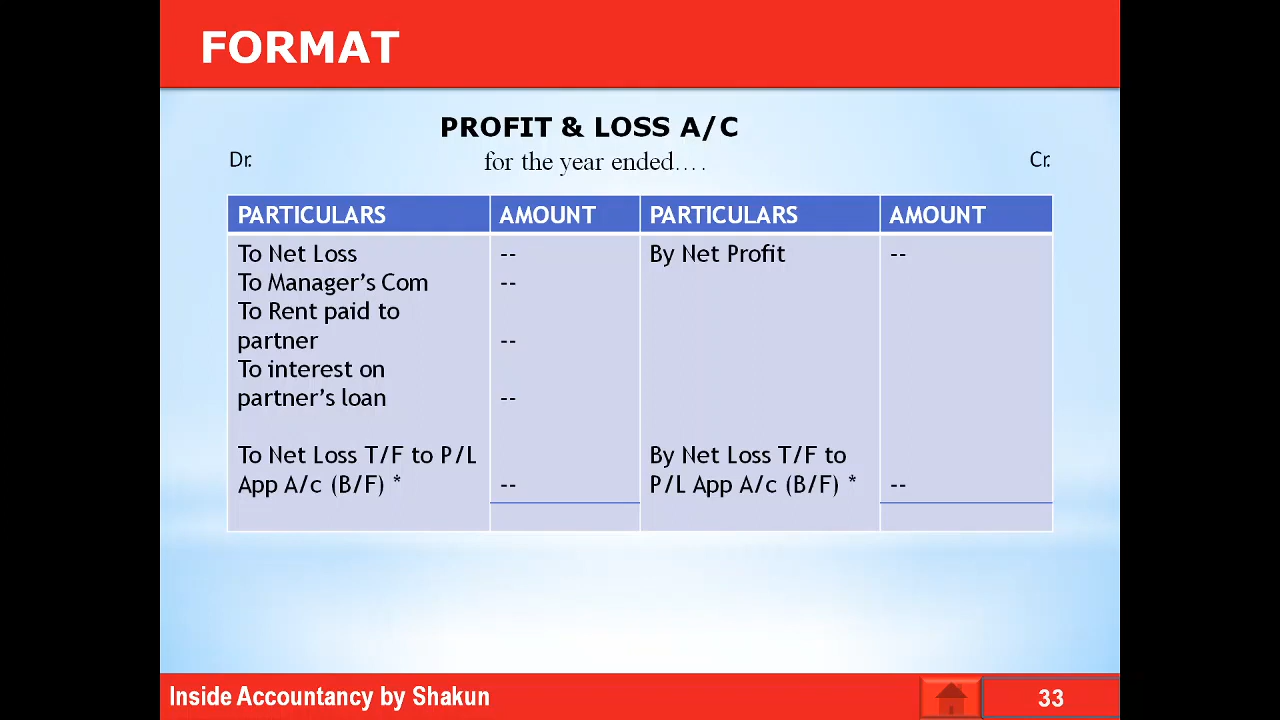 FORMAT
PROFIT & LOSS A/C
Dr. for the year ended.... Cr.
PARTICULARS AMOUNT PARTICULARS AMOUNT
To Net Loss -- By Net Profit --
To Manager's Com --
To Rent paid to
partner --
To interest on
partner's loan --
To Net Loss T/F to P/L By Net Loss T/F to
App A/c (B/F) * -- P/L App A/c (B/F) * --
Inside Accountancy by Shakun 33